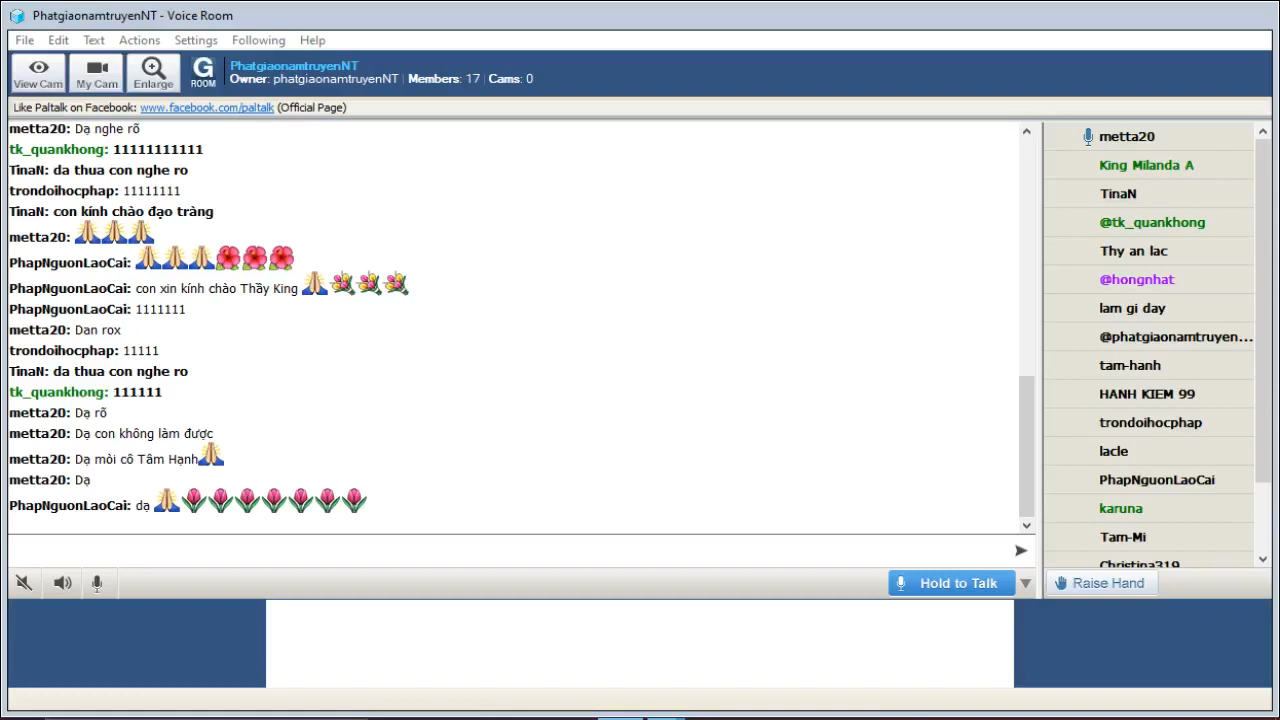 PhatgiaonamtruyenNT - Voice Room
File Edit Text Actions Settings Following Help
View Cam My Cam Enlarge
G ROOM
PhatgiaonamtruyenNT
Owner: phatgiaonamtruyenNT | Members: 17 | Cams: 0
Like Paltalk on Facebook: www.facebook.com/paltalk (Official Page)
metta20: Dạ nghe rõ
tk_quankhong: 11111111111
TinaN: da thua con nghe ro
trondoihocphap: 11111111
TinaN: con kính chào đạo tràng
metta20:
PhapNguonLaoCai:
PhapNguonLaoCai: con xin kính chào Thầy King
PhapNguonLaoCai: 1111111
metta20: Dan rox
trondoihocphap: 11111
TinaN: da thua con nghe ro
tk_quankhong: 111111
metta20: Dạ rõ
metta20: Dạ con không làm được
metta20: Dạ mòi cô Tâm Hạnh
metta20: Dạ
PhapNguonLaoCai: dạ
Hold to Talk
metta20
King Milanda A
TinaN
@tk_quankhong
Thy an lac
@hongnhat
lam gi day
@phatgiaonamtruyen...
tam-hanh
HANH KIEM 99
trondoihocphap
lacle
PhapNguonLaoCai
karuna
Tam-Mi
Christina319
Raise Hand